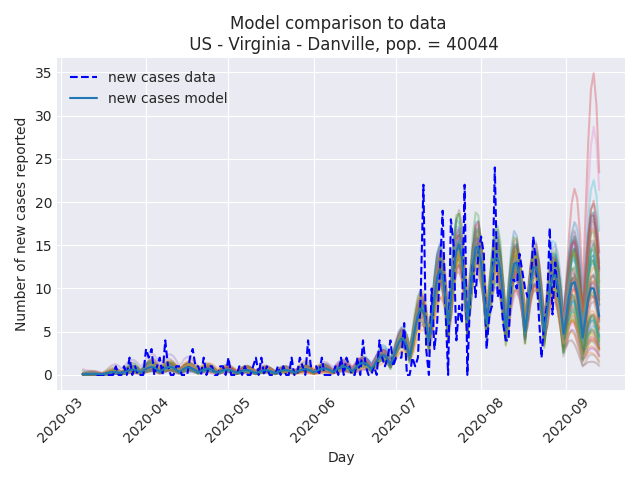 Model comparison to data
US - Virginia - Danville, pop. = 40044
new cases data
new cases model
Number of new cases reported
35
30
25
20
15
10
5
0
2020-03
2020-04
2020-05
2020-06
2020-07
2020-08
2020-09
Day